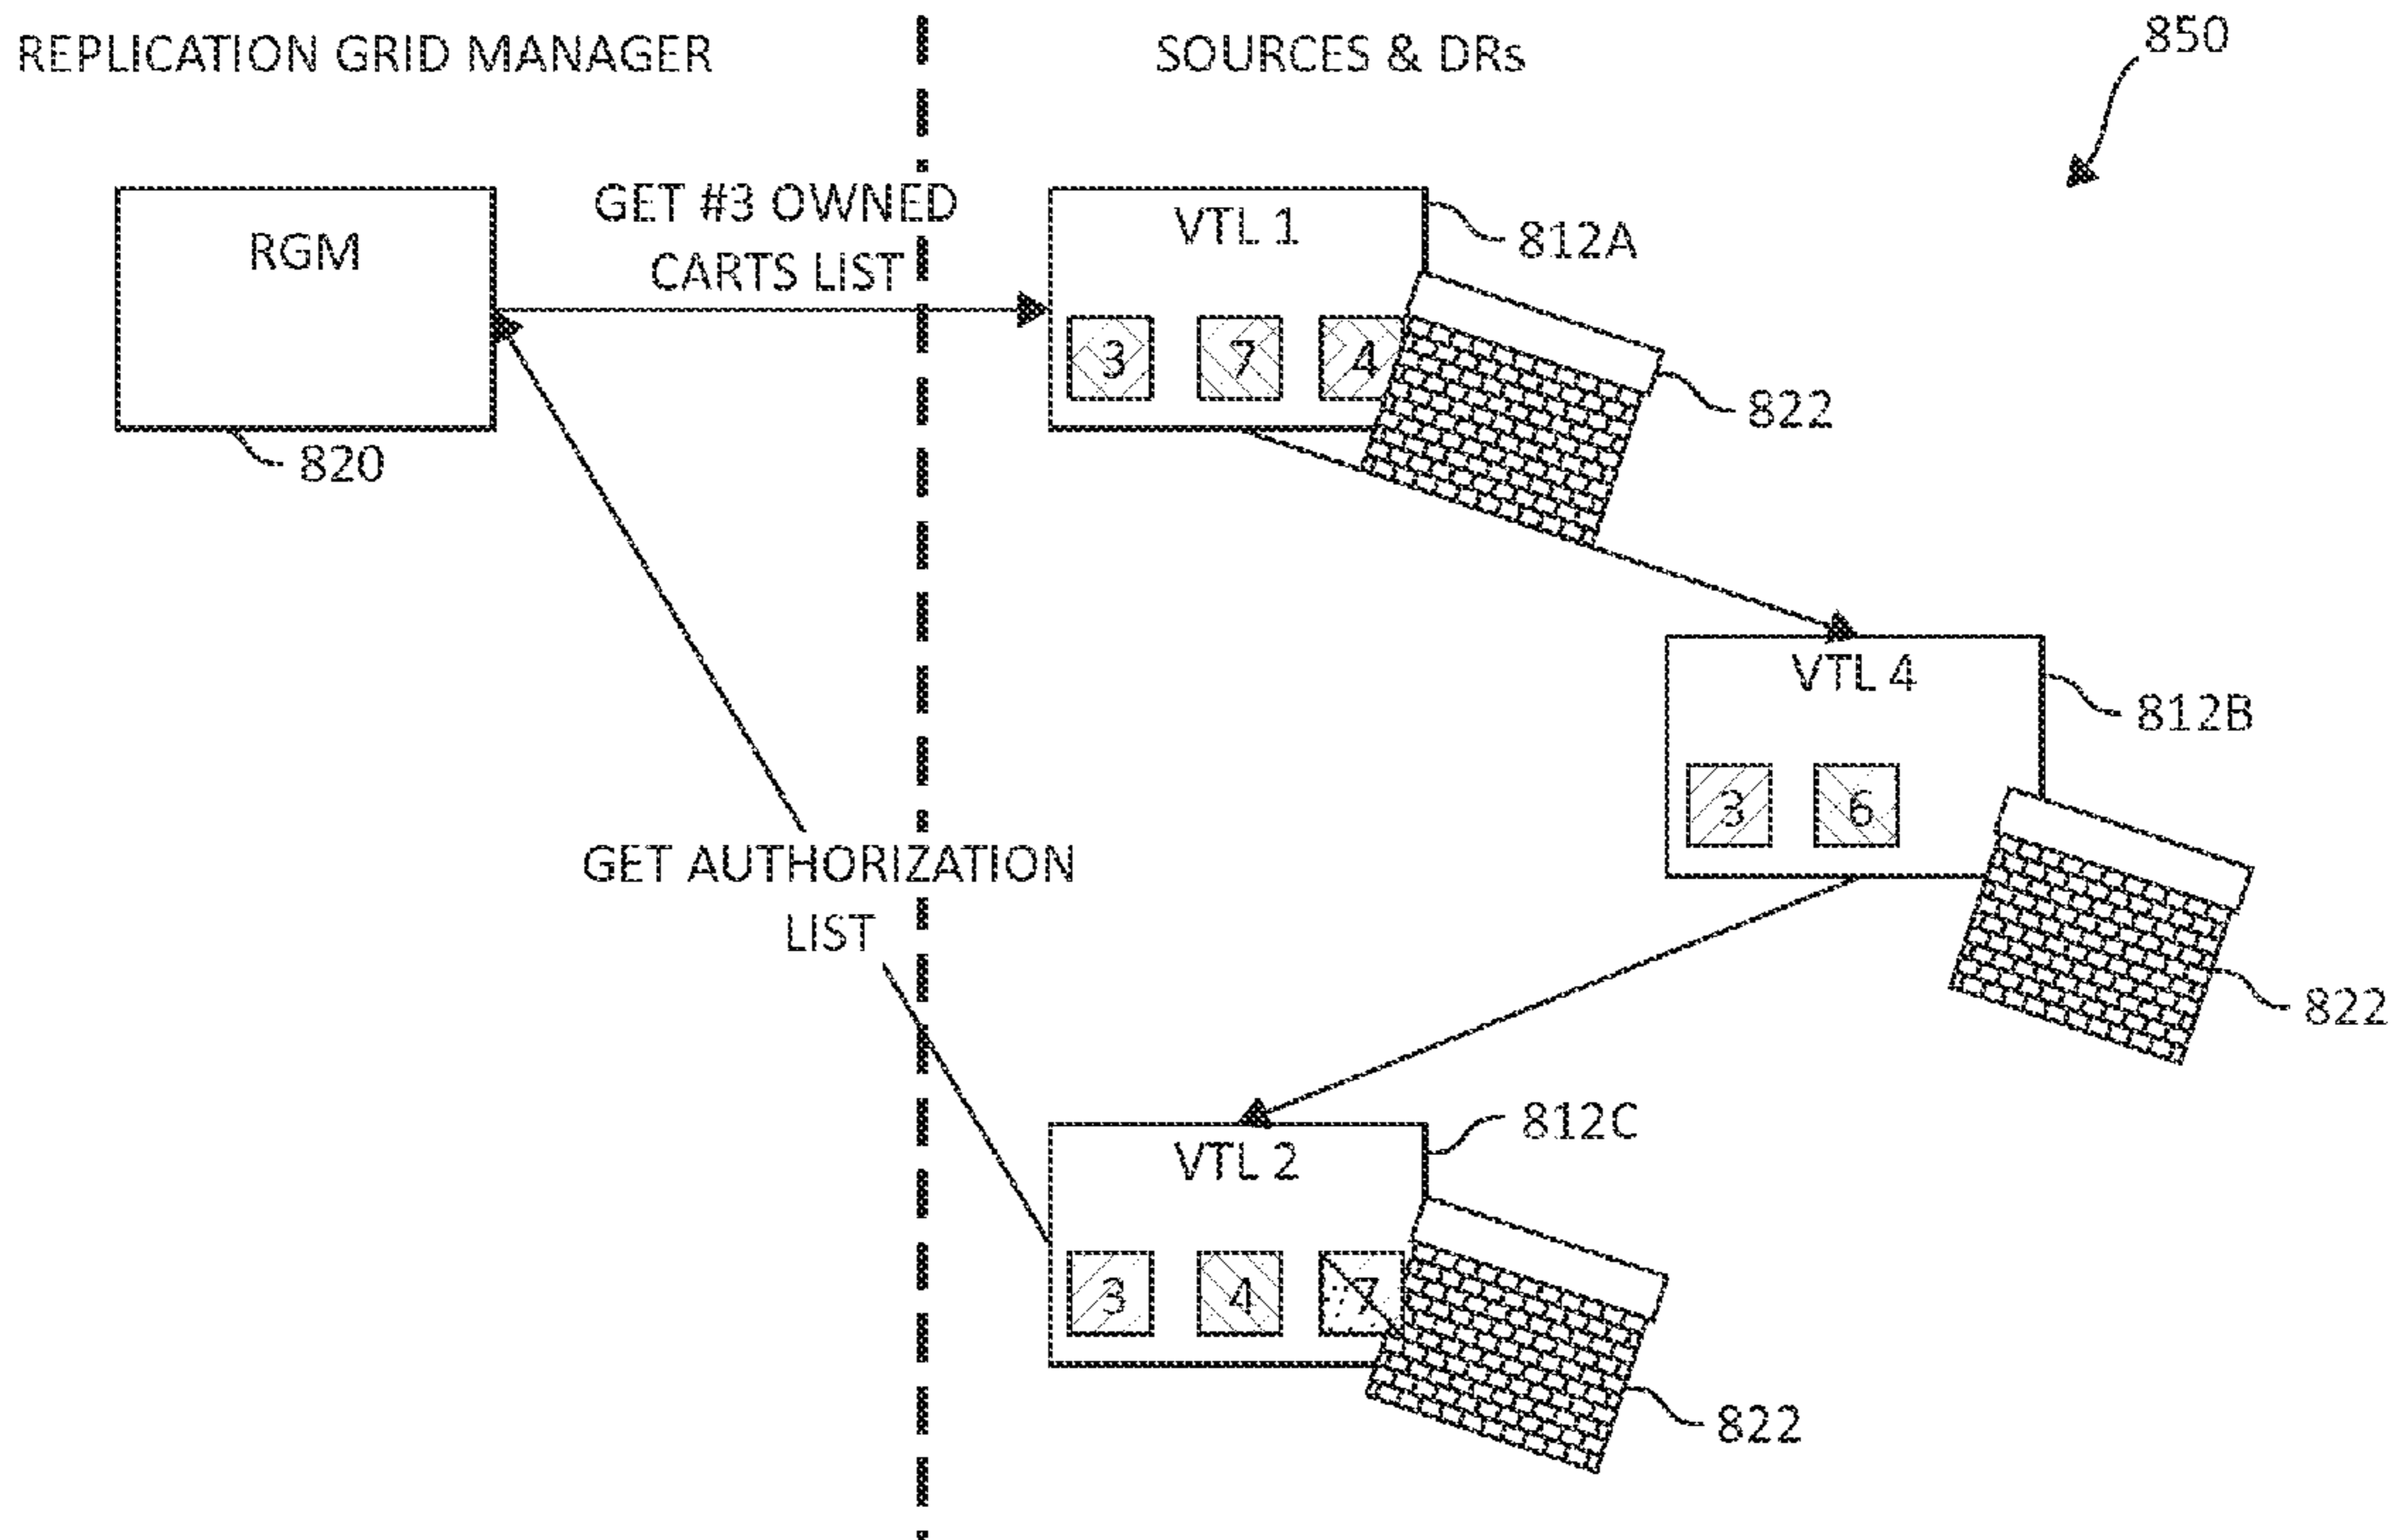 REPLICATION GRID MANAGER
SOURCES & DRs
850
RGM
820
GET #3 OWNED
CARTS LIST
VTL 1
812A
3 7 4
822
VTL 4
812B
3 6
822
GET AUTHORIZATION
LIST
VTL 2
812C
3 4 7
822